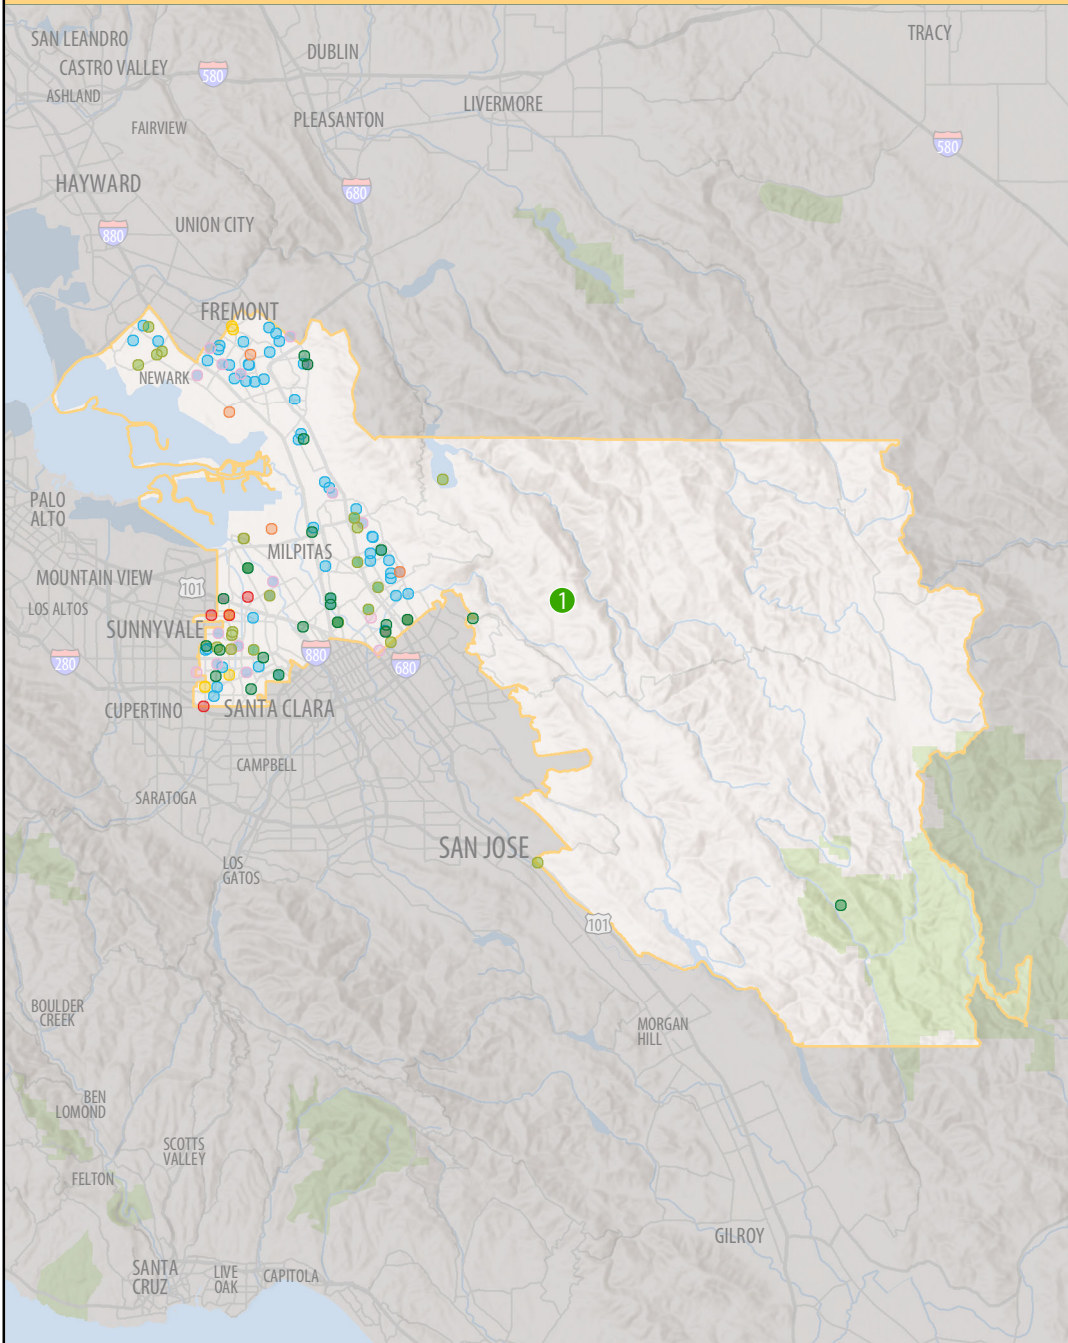 SAN LEANDRO
TRACY
DUBLIN
CASTRO VALLEY
580
ASHLAND
LIVERMORE
PLEASANTON
FAIRVIEW
580
HAYWARD
680
UNION CITY
880
FREMONT
NEWARK
PALO
ALTO
MILPITAS
MOUNTAIN VIEW
101
LOS ALTOS
1
SUNNYVALE
280
880
680
CUPERTINO
SANTA CLARA
CAMPBELL
SARATOGA
SAN JOSE
LOS
GATOS
101
BOULDER
CREEK
MORGAN
HILL
BEN
LOMOND
SCOTTS
VALLEY
FELTON
GILROY
SANTA
CRUZ
LIVE
OAK
CAPITOLA